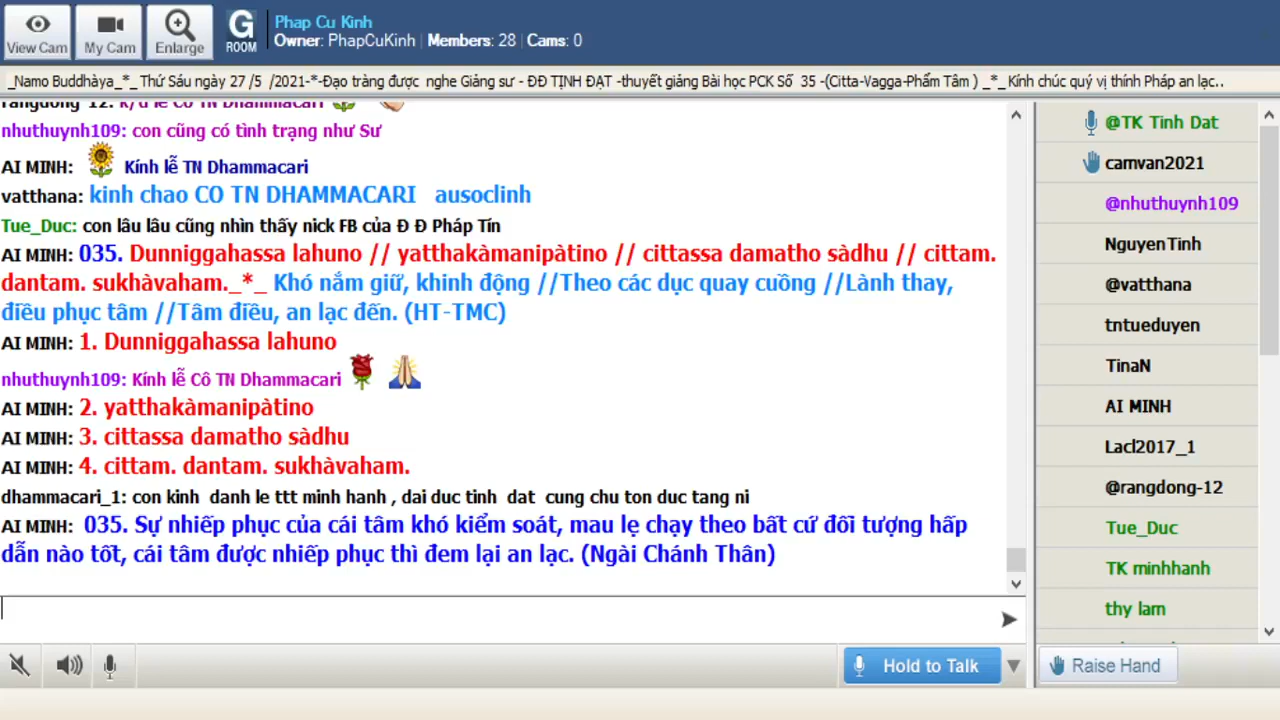 View Cam
My Cam
Enlarge
G ROOM
Phap Cu Kinh
Owner: PhapCuKinh | Members: 28 | Cams: 0
_Namo Buddhàya_*_Thứ Sáu ngày 27 /5 /2021-*-Đạo tràng được nghe Giảng sư - ĐĐ TỊNH ĐẠT -thuyết giảng Bài học PCK Số 35 -(Citta-Vagga-Phẩm Tâm ) _*_Kính chúc quý vị thính Pháp an lạc..
rangdong-12: k/đ lễ Cô TN Dhammacari
nhuthuynh109: con cũng có tình trạng như Sư
AI MINH: Kính lễ TN Dhammacari
vatthana: kinh chao CO TN DHAMMACARI ausoclinh
Tue_Duc: con lâu lâu cũng nhìn thấy nick FB của Đ Đ Pháp Tín
AI MINH: 035. Dunniggahassa lahuno // yatthakàmanipàtino // cittassa damatho sàdhu // cittam.
dantam. sukhàvaham._*_ Khó nắm giữ, khinh động //Theo các dục quay cuồng //Lành thay,
điều phục tâm //Tâm điều, an lạc đến. (HT-TMC)
AI MINH: 1. Dunniggahassa lahuno
nhuthuynh109: Kính lễ Cô TN Dhammacari
AI MINH: 2. yatthakàmanipàtino
AI MINH: 3. cittassa damatho sàdhu
AI MINH: 4. cittam. dantam. sukhàvaham.
dhammacari_1: con kinh danh le ttt minh hanh , dai duc tinh dat cung chu ton duc tang ni
AI MINH: 035. Sự nhiếp phục của cái tâm khó kiểm soát, mau lẹ chạy theo bất cứ đối tượng hấp
dẫn nào tốt, cái tâm được nhiếp phục thì đem lại an lạc. (Ngài Chánh Thân)
@TK Tinh Dat
camvan2021
@nhuthuynh109
NguyenTinh
@vatthana
tntueduyen
TinaN
AI MINH
Lacl2017_1
@rangdong-12
Tue_Duc
TK minhhanh
thy lam
Hold to Talk
Raise Hand